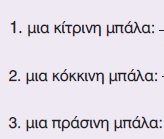 1. μια κίτρινη μπάλα:
2. μια κόκκινη μπάλα:
3. μια πράσινη μπάλα: